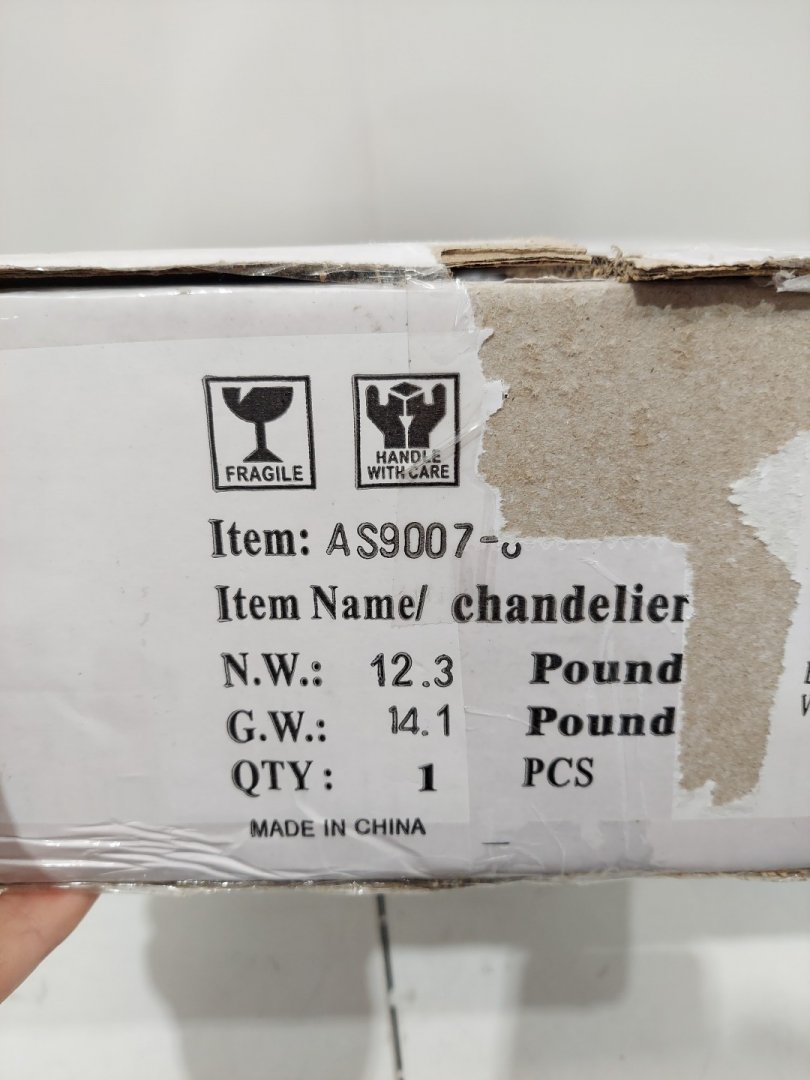 FRAGILE
HANDLE
WITH CARE
Item: AS9007-
Item Name/ chandelier
N.W.: 12.3 Pound
G.W.: 14.1 Pound
QTY: 1 PCS
MADE IN CHINA